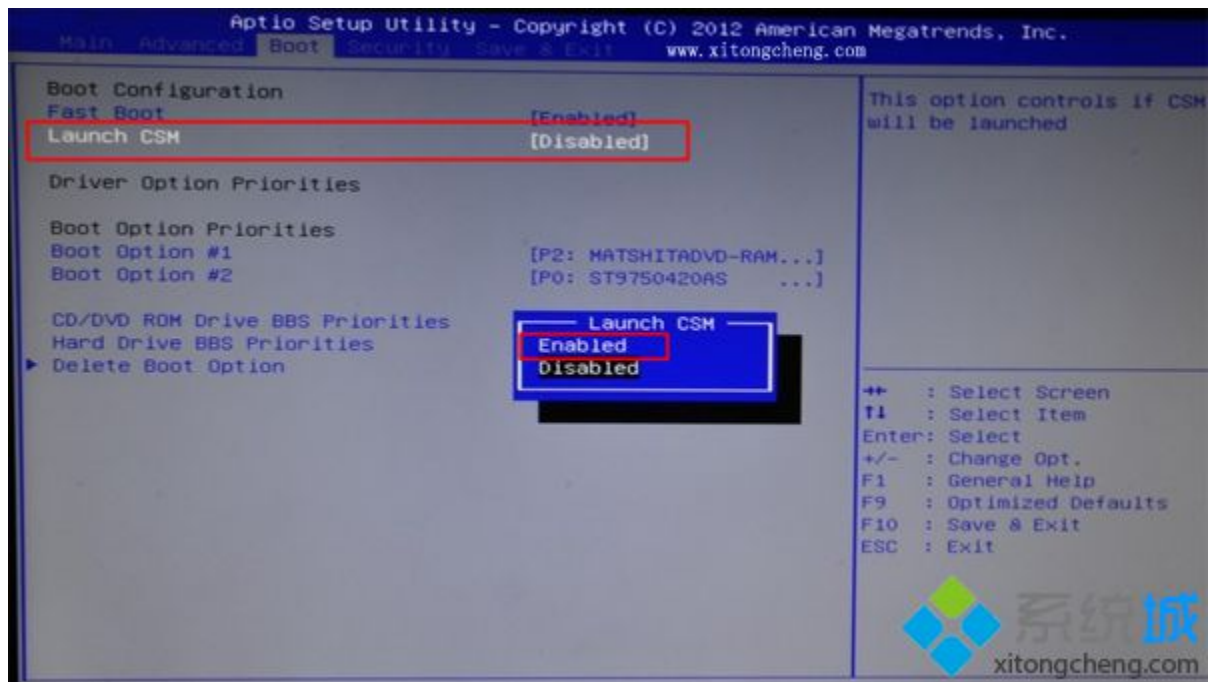 Aptio Setup Utility – Copyright (C) 2012 American Megatrends, Inc.
Main Advanced Boot Security Save & Exit
www.xitongcheng.com
Boot Configuration
Fast Boot [Enabled]
Launch CSM [Disabled]
Driver Option Priorities
Boot Option Priorities
Boot Option #1 [P2: MATSHITADVD-RAM...]
Boot Option #2 [P0: ST9750420AS ...]
CD/DVD ROM Drive BBS Priorities
Hard Drive BBS Priorities
Delete Boot Option
Launch CSM
Enabled
Disabled
This option controls if CSM
will be launched
→← : Select Screen
↑↓ : Select Item
Enter: Select
+/- : Change Opt.
F1 : General Help
F9 : Optimized Defaults
F10 : Save & Exit
ESC : Exit
系统城
xitongcheng.com